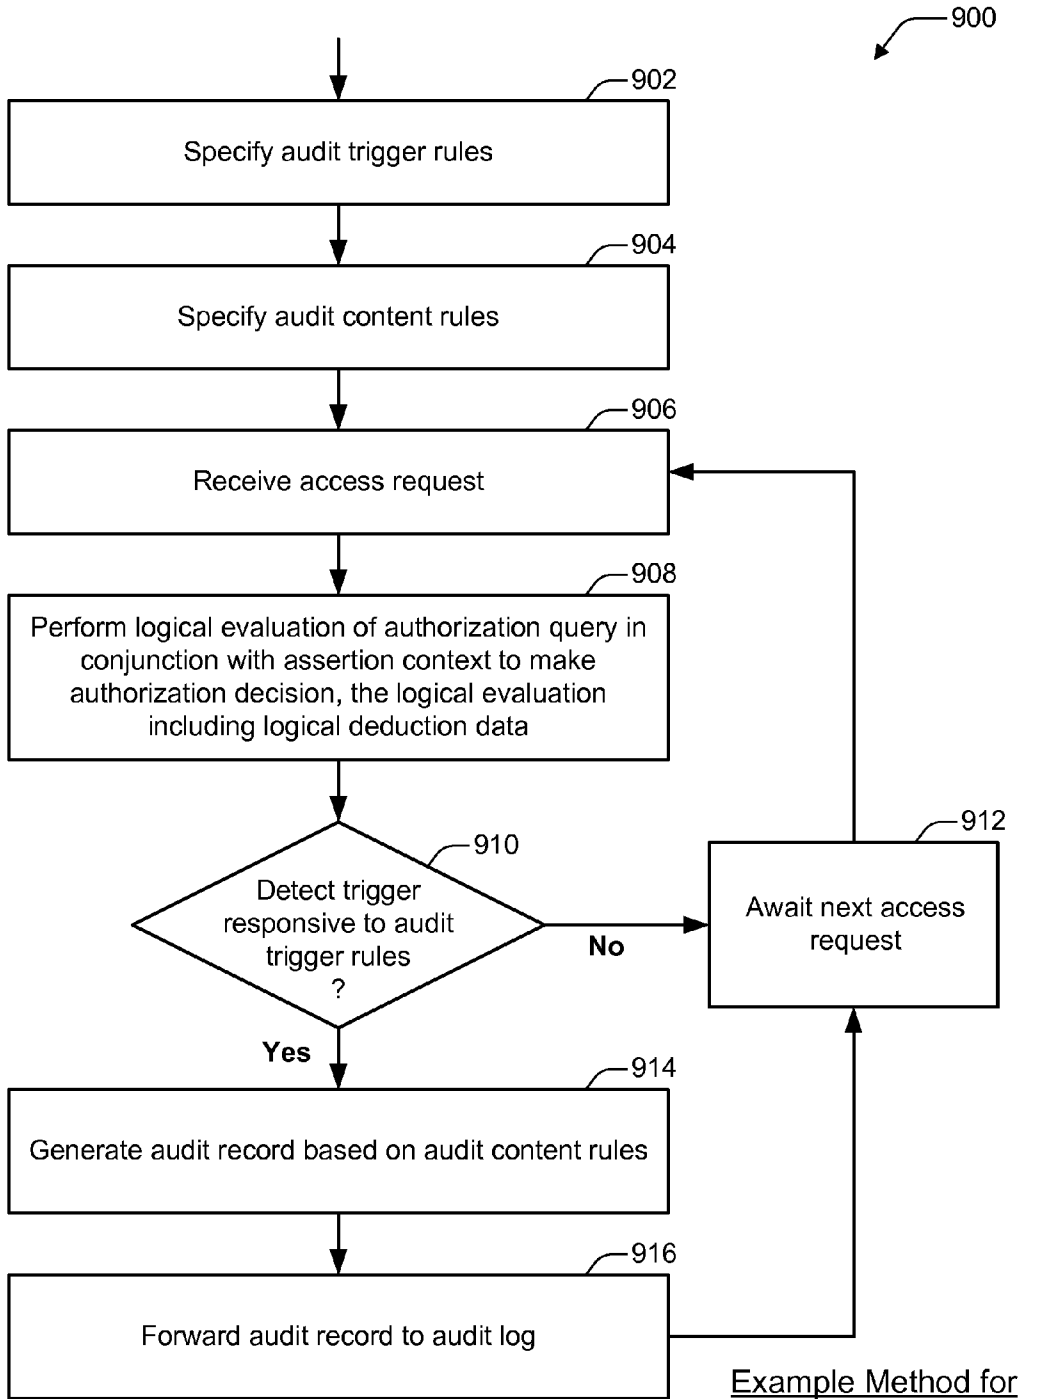 900
902
Specify audit trigger rules
904
Specify audit content rules
906
Receive access request
908
Perform logical evaluation of authorization query in
conjunction with assertion context to make
authorization decision, the logical evaluation
including logical deduction data
910
Detect trigger
responsive to audit
trigger rules
?
No
912
Await next access
request
Yes
914
Generate audit record based on audit content rules
916
Forward audit record to audit log
Example Method for